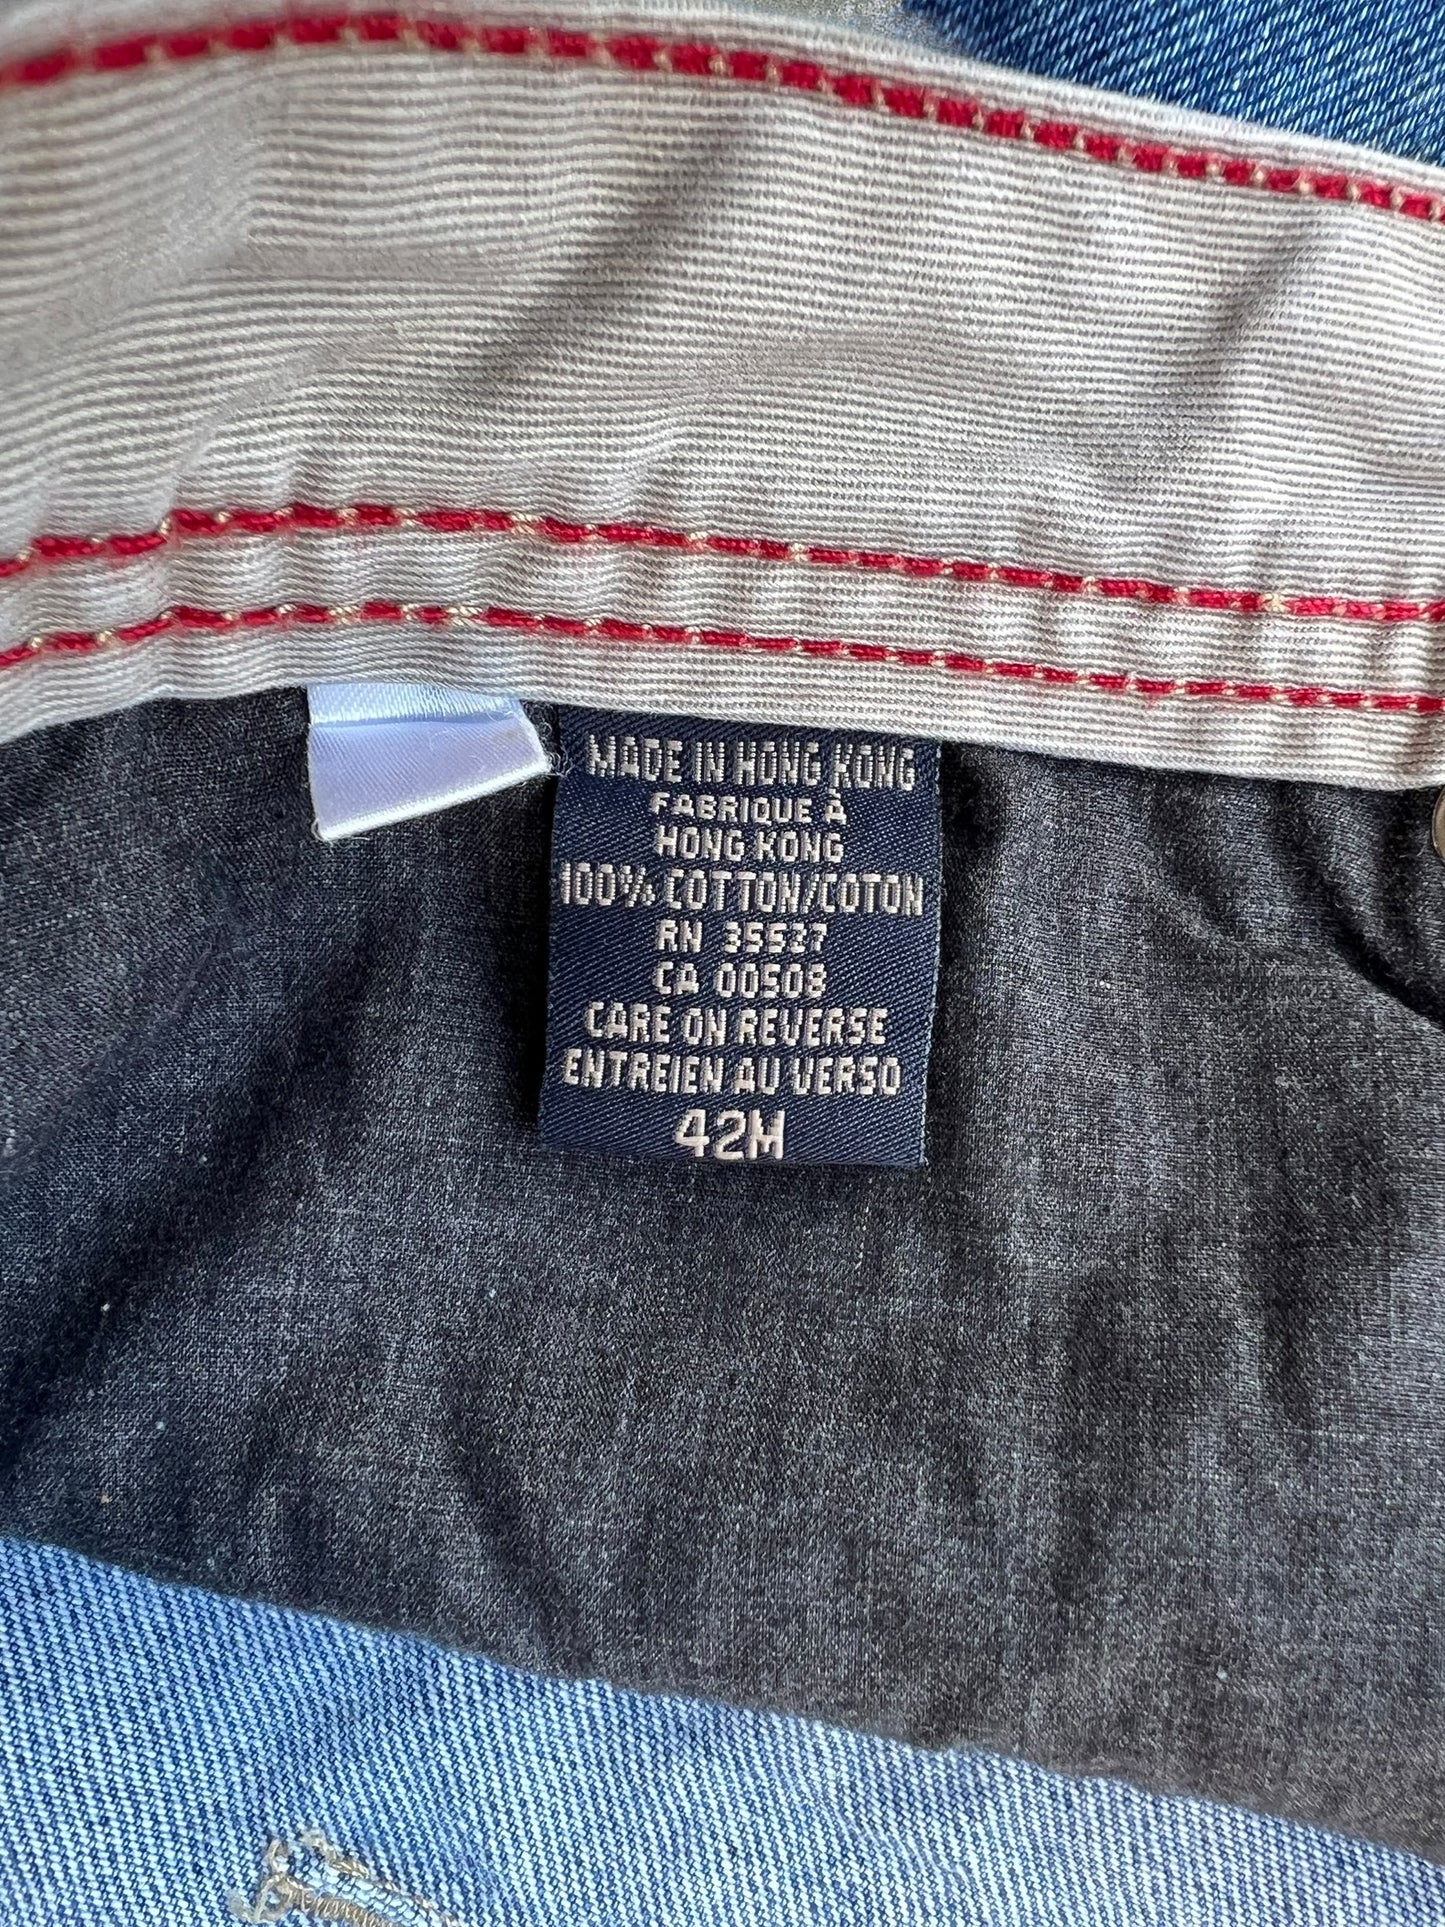 MADE IN HONG KONG
FABRIQUE À
HONG KONG
100% COTTON/COTON
RN 35527
CA 00508
CARE ON REVERSE
ENTREIEN AU VERSO
42M